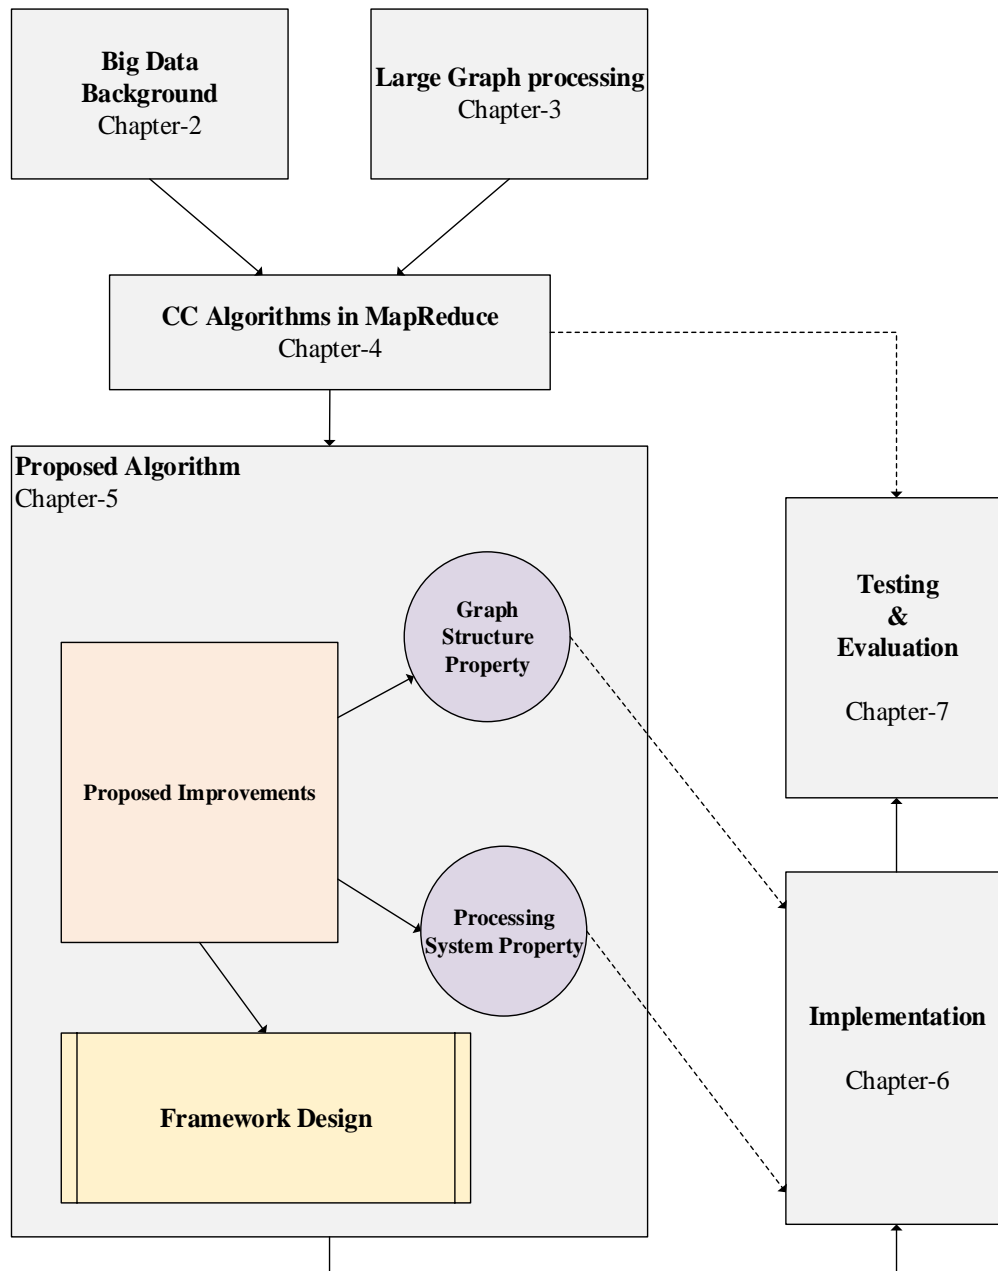 Big Data
Background
Chapter-2
Large Graph processing
Chapter-3
CC Algorithms in MapReduce
Chapter-4
Proposed Algorithm
Chapter-5
Graph
Structure
Property
Proposed Improvements
Processing
System Property
Framework Design
Testing
&
Evaluation
Chapter-7
Implementation
Chapter-6